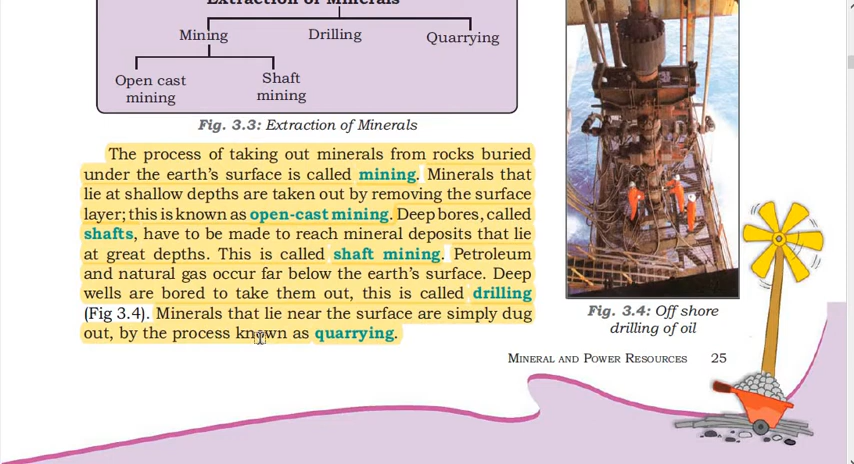 Extraction of Minerals
Mining
Drilling
Quarrying
Open cast
mining
Shaft
mining
Fig. 3.3: Extraction of Minerals
The process of taking out minerals from rocks buried
under the earth's surface is called mining. Minerals that
lie at shallow depths are taken out by removing the surface
layer; this is known as open-cast mining. Deep bores, called
shafts, have to be made to reach mineral deposits that lie
at great depths. This is called shaft mining. Petroleum
and natural gas occur far below the earth's surface. Deep
wells are bored to take them out, this is called drilling
(Fig 3.4). Minerals that lie near the surface are simply dug
out, by the process known as quarrying.
Fig. 3.4: Off shore
drilling of oil
MINERAL AND POWER RESOURCES 25